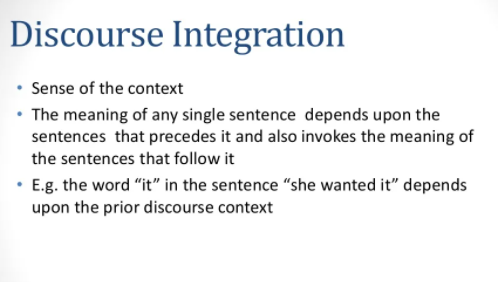 Discourse Integration
• Sense of the context
• The meaning of any single sentence depends upon the
sentences that precedes it and also invokes the meaning of
the sentences that follow it
• E.g. the word “it” in the sentence “she wanted it” depends
upon the prior discourse context